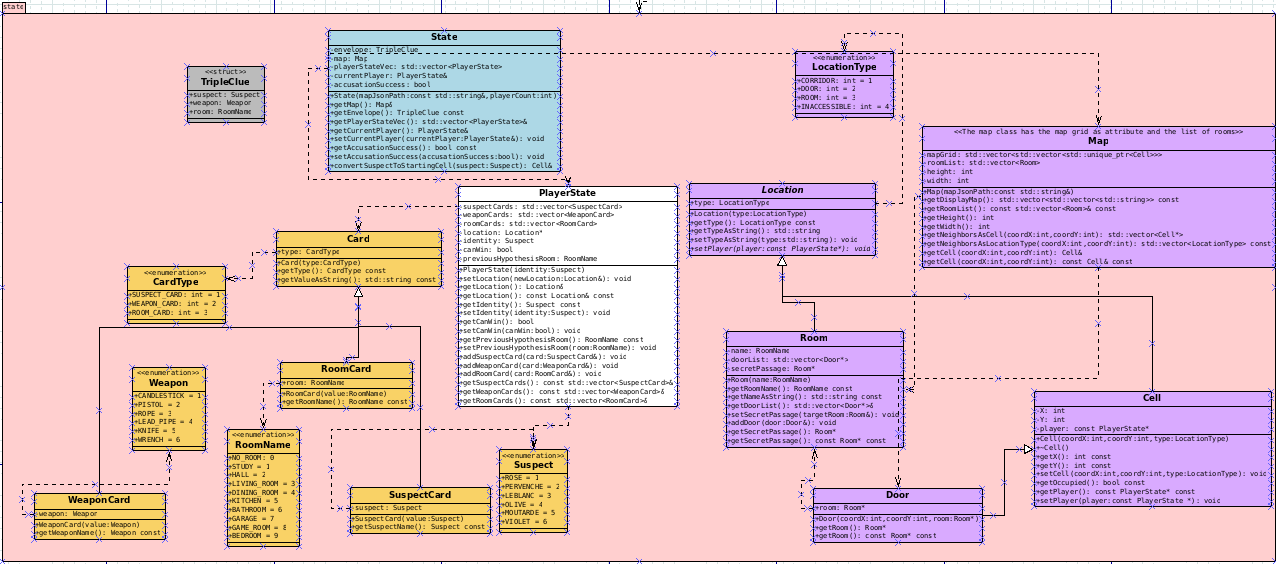 state
State
-envelope: TripleClue
-map: Map
-playerStateVec: std::vector<PlayerState>
-currentPlayer: PlayerState&
-accusationSuccess: bool
+State(mapJsonPath:const std::string&,playerCount:int)
+getMap(): Map&
+getEnvelope(): TripleClue const
+getPlayerStateVec(): std::vector<PlayerState>&
+getCurrentPlayer(): PlayerState&
+setCurrentPlayer(currentPlayer:PlayerState&): void
+getAccusationSuccess(): bool const
+setAccusationSuccess(accusationSuccess:bool): void
+convertSuspectToStartingCell(suspect:Suspect): Cell&
<<struct>>
TripleClue
+suspect: Suspect
+weapon: Weapon
+room: RoomName
<<enumeration>>
LocationType
+CORRIDOR: int = 1
+DOOR: int = 2
+ROOM: int = 3
+INACCESSIBLE: int = 4
<<The map class has the map grid as attribute and the list of rooms>>
Map
-mapGrid: std::vector<std::vector<std::unique_ptr<Cell>>>
-roomList: std::vector<Room>
-height: int
-width: int
+Map(mapJsonPath:const std::string&)
+getDisplayMap(): std::vector<std::vector<std::string>> const
+getRoomList(): const std::vector<Room>& const
+getHeight(): int
+getWidth(): int
+getNeighborsAsCell(coordX:int,coordY:int): std::vector<Cell*>
+getNeighborsAsLocationType(coordX:int,coordY:int): std::vector<LocationType> const
+getCell(coordX:int,coordY:int): Cell&
+getCell(coordX:int,coordY:int): const Cell& const
PlayerState
-suspectCards: std::vector<SuspectCard>
-weaponCards: std::vector<WeaponCard>
-roomCards: std::vector<RoomCard>
-location: Location*
-identity: Suspect
-canWin: bool
-previousHypothesisRoom: RoomName
+PlayerState(identity:Suspect)
+setLocation(newLocation:Location&): void
+getLocation(): Location&
+getLocation(): const Location& const
+getIdentity(): Suspect const
+setIdentity(identity:Suspect): void
+getCanWin(): bool
+setCanWin(canWin:bool): void
+getPreviousHypothesisRoom(): RoomName const
+setPreviousHypothesisRoom(room:RoomName): void
+addSuspectCard(card:SuspectCard&): void
+addWeaponCard(card:WeaponCard&): void
+addRoomCard(card:RoomCard&): void
+getSuspectCards(): const std::vector<SuspectCard>&
+getWeaponCards(): const std::vector<WeaponCard>&
+getRoomCards(): const std::vector<RoomCard>&
Location
+type: LocationType
+Location(type:LocationType)
+getType(): LocationType const
+getTypeAsString(): std::string
+setTypeAsString(type:std::string): void
+setPlayer(player:const PlayerState*): void
Card
+type: CardType
+Card(type:CardType)
+getType(): CardType const
+getValueAsString(): std::string const
<<enumeration>>
CardType
+SUSPECT_CARD: int = 1
+WEAPON_CARD: int = 2
+ROOM_CARD: int = 3
<<enumeration>>
Weapon
+CANDLESTICK = 1
+PISTOL = 2
+ROPE = 3
+LEAD_PIPE = 4
+KNIFE = 5
+WRENCH = 6
RoomCard
+room: RoomName
+RoomCard(value:RoomName)
+getRoomName(): RoomName const
<<enumeration>>
RoomName
+NO_ROOM: 0
+STUDY = 1
+HALL = 2
+LIVING_ROOM = 3
+DINING_ROOM = 4
+KITCHEN = 5
+BATHROOM = 6
+GARAGE = 7
+GAME_ROOM = 8
+BEDROOM = 9
WeaponCard
-weapon: Weapon
+WeaponCard(value:Weapon)
+getWeaponName(): Weapon const
SuspectCard
-suspect: Suspect
+SuspectCard(value:Suspect)
+getSuspectName(): Suspect const
<<enumeration>>
Suspect
+ROSE = 1
+PERVENCHE = 2
+LEBLANC = 3
+OLIVE = 4
+MOUTARDE = 5
+VIOLET = 6
Room
-name: RoomName
-doorList: std::vector<Door*>
-secretPassage: Room*
+Room(name:RoomName)
+getRoomName(): RoomName const
+getNameAsString(): string const
+getDoorList(): std::vector<Door*>&
+setSecretPassage(targetRoom:Room&): void
+addDoor(door:Door&): void
+getSecretPassage(): Room*
+getSecretPassage(): const Room* const
Door
-room: Room*
+Door(coordX:int,coordY:int,room:Room*)
+getRoom(): Room*
+getRoom(): const Room* const
Cell
-X: int
-Y: int
-player: const PlayerState*
+Cell(coordX:int,coordY:int,type:LocationType)
+~Cell()
+getX(): int const
+getY(): int const
+setCell(coordX:int,coordY:int,type:LocationType): void
+getOccupied(): bool const
+getPlayer(): const PlayerState* const
+setPlayer(player:const PlayerState *): void